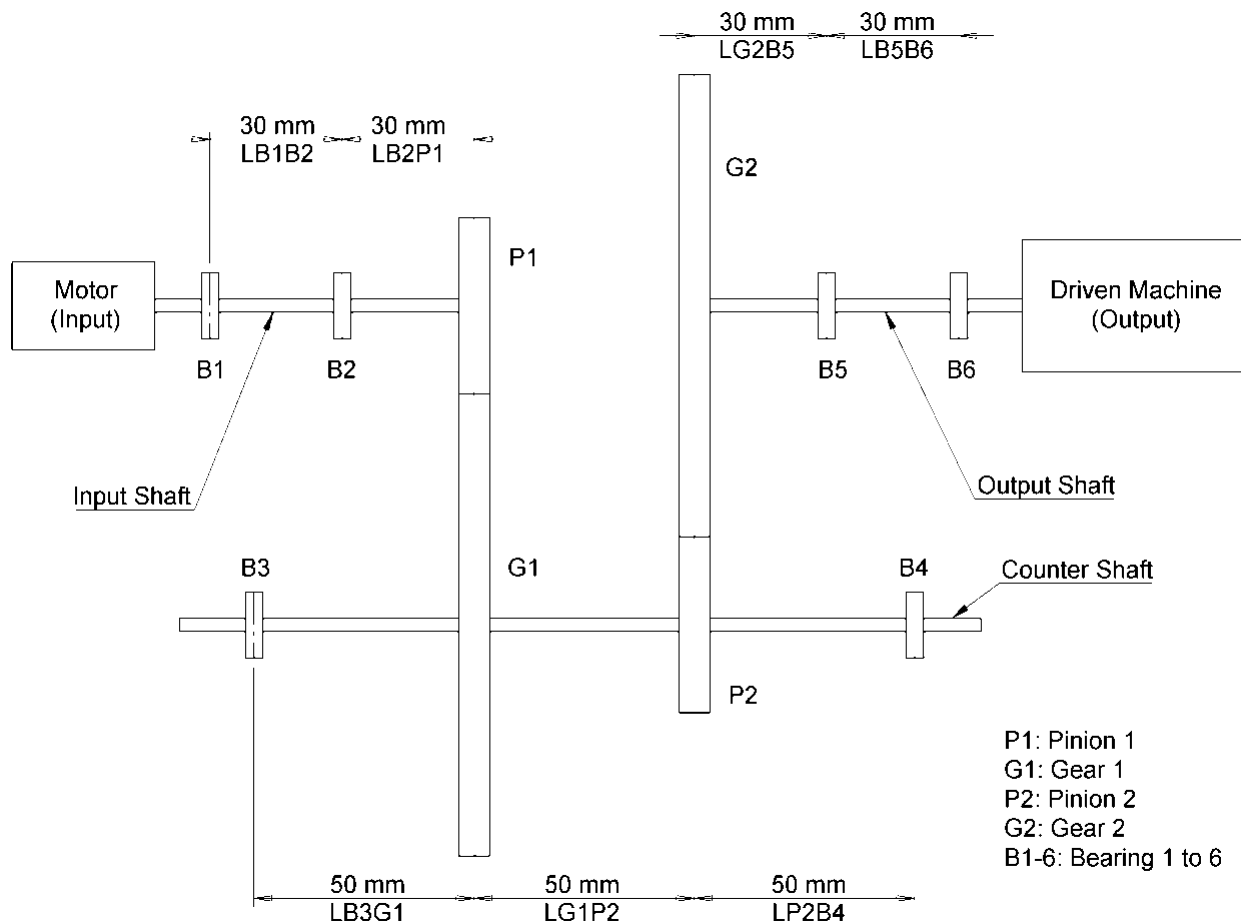 30 mm
LG2B5
30 mm
LB5B6
30 mm
LB1B2
30 mm
LB2P1
G2
P1
Motor
(Input)
Driven Machine
(Output)
B1
B2
B5
B6
Input Shaft
Output Shaft
B3
G1
B4
Counter Shaft
P2
P1: Pinion 1
G1: Gear 1
P2: Pinion 2
G2: Gear 2
B1-6: Bearing 1 to 6
50 mm
LB3G1
50 mm
LG1P2
50 mm
LP2B4